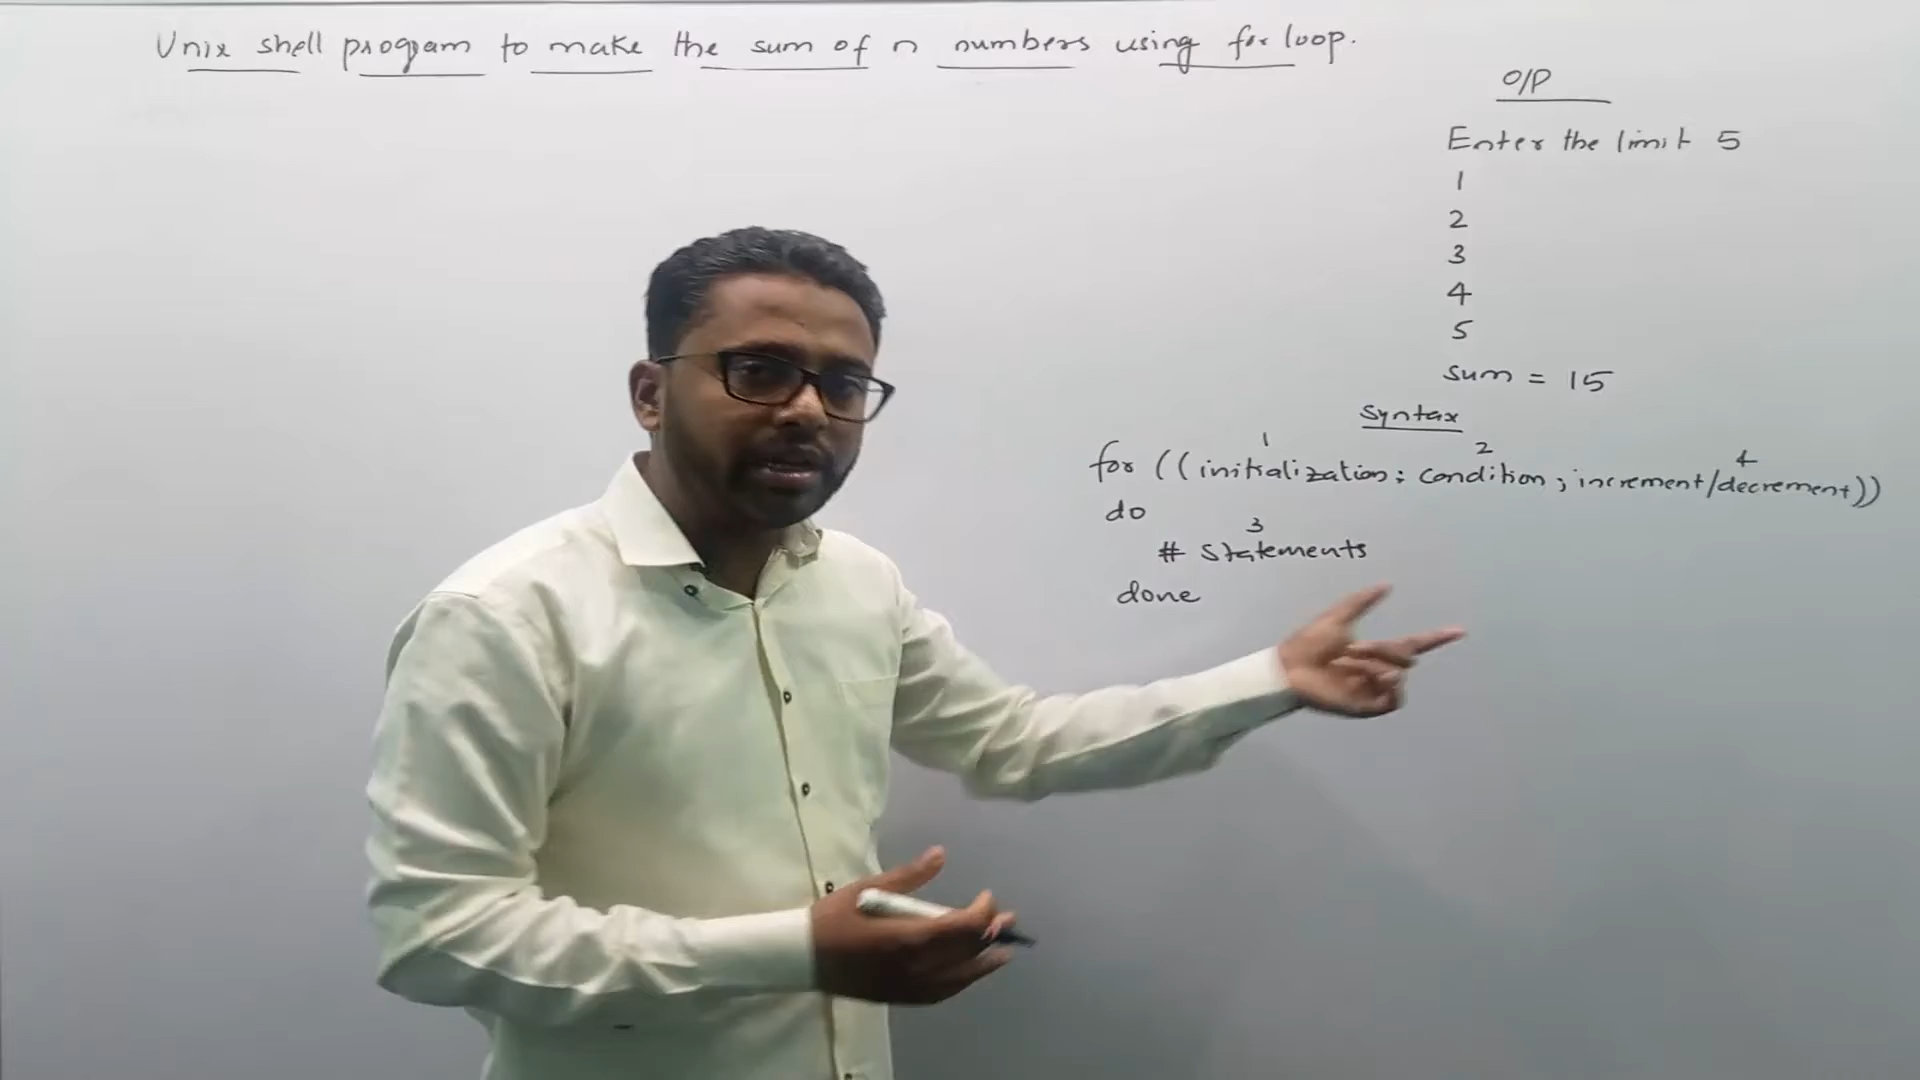 Unix shell program to make the sum of n numbers using for loop.
O/P
Enter the limit 5
1
2
3
4
5
sum = 15
Syntax
1 2 4
for ((initialization; condition; increment/decrement))
do
3
# Statements
done